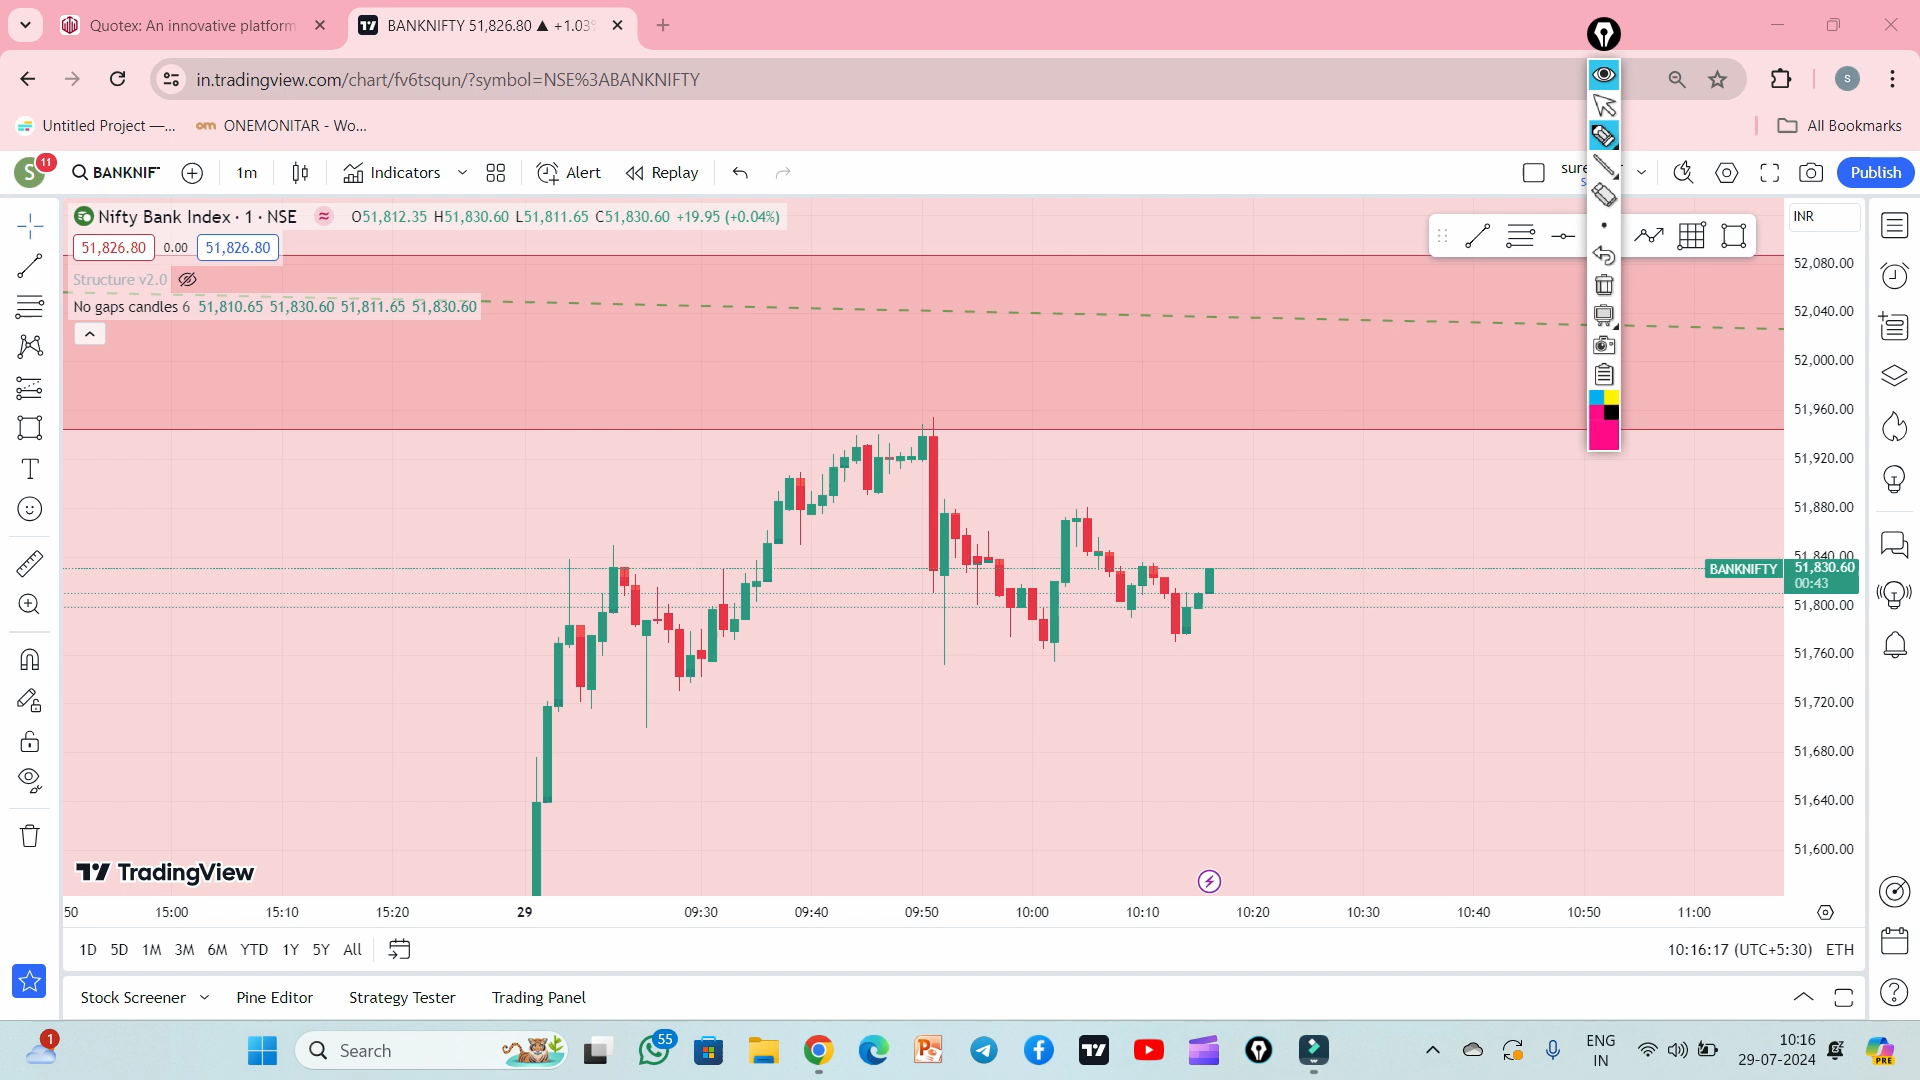 Quotex: An innovative platform
BANKNIFTY 51,826.80 ▲ +1.03%
in.tradingview.com/chart/fv6tsqun/?symbol=NSE%3ABANKNIFTY
S
Untitled Project —...
ONEMONITAR - Wo...
All Bookmarks
S
11
BANKNIF
1m
Indicators
Alert
Replay
sure
Publish
Nifty Bank Index · 1 · NSE
O51,812.35 H51,830.60 L51,811.65 C51,830.60 +19.95 (+0.04%)
INR
51,826.80
0.00
51,826.80
Structure v2.0
No gaps candles 6 51,810.65 51,830.60 51,811.65 51,830.60
52,080.00
52,040.00
52,000.00
51,960.00
51,920.00
51,880.00
51,840.00
BANKNIFTY
51,830.60
00:43
51,800.00
51,760.00
51,720.00
51,680.00
51,640.00
51,600.00
TradingView
50
15:00
15:10
15:20
29
09:30
09:40
09:50
10:00
10:10
10:20
10:30
10:40
10:50
11:00
1D 5D 1M 3M 6M YTD 1Y 5Y All
10:16:17 (UTC+5:30) ETH
Stock Screener
Pine Editor
Strategy Tester
Trading Panel
1
Search
55
ENG
IN
10:16
29-07-2024
PRE